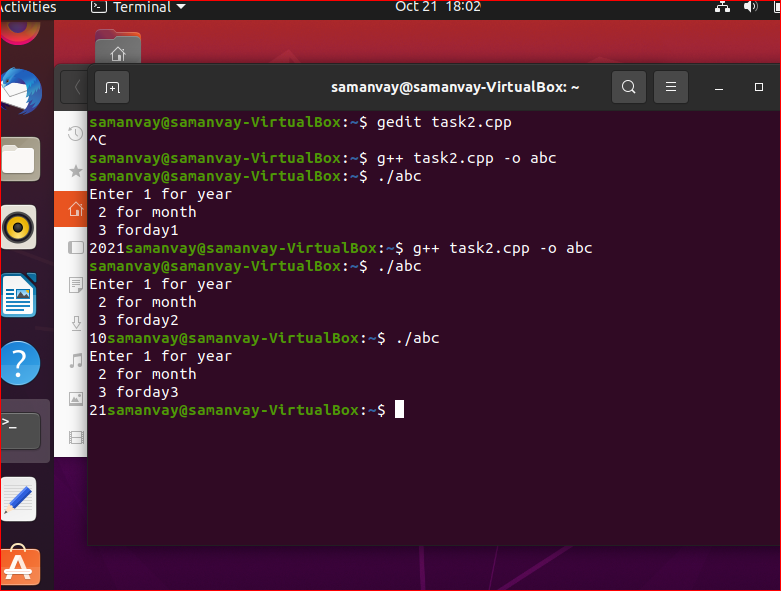 ctivities
Terminal
Oct 21 18:02
samanvay@samanvay-VirtualBox: ~
samanvay@samanvay-VirtualBox:~$ gedit task2.cpp
^C
samanvay@samanvay-VirtualBox:~$ g++ task2.cpp -o abc
samanvay@samanvay-VirtualBox:~$ ./abc
Enter 1 for year
 2 for month
 3 forday1
2021samanvay@samanvay-VirtualBox:~$ g++ task2.cpp -o abc
samanvay@samanvay-VirtualBox:~$ ./abc
Enter 1 for year
 2 for month
 3 forday2
10samanvay@samanvay-VirtualBox:~$ ./abc
Enter 1 for year
 2 for month
 3 forday3
21samanvay@samanvay-VirtualBox:~$